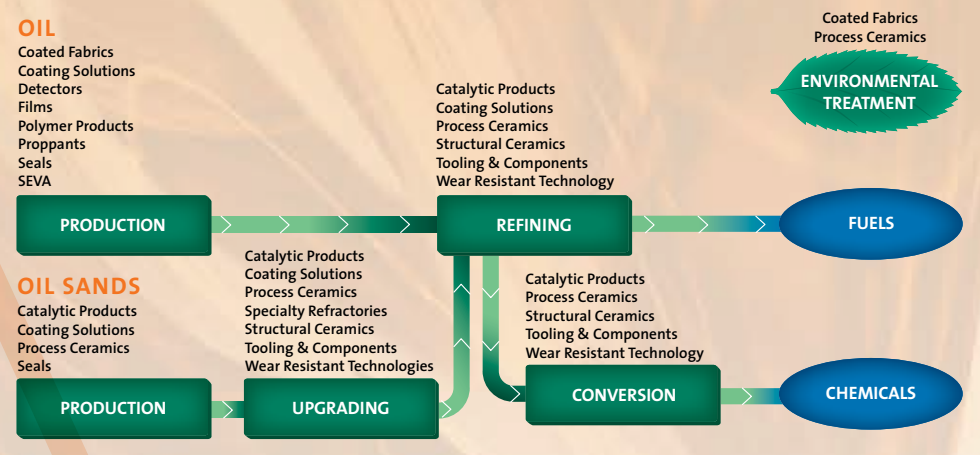 OIL
Coated Fabrics
Coating Solutions
Detectors
Films
Polymer Products
Proppants
Seals
SEVA
PRODUCTION
Catalytic Products
Coating Solutions
Process Ceramics
Structural Ceramics
Tooling & Components
Wear Resistant Technology
REFINING
Coated Fabrics
Process Ceramics
ENVIRONMENTAL
TREATMENT
FUELS
OIL SANDS
Catalytic Products
Coating Solutions
Process Ceramics
Seals
PRODUCTION
Catalytic Products
Coating Solutions
Process Ceramics
Specialty Refractories
Structural Ceramics
Tooling & Components
Wear Resistant Technologies
UPGRADING
Catalytic Products
Process Ceramics
Structural Ceramics
Tooling & Components
Wear Resistant Technology
CONVERSION
CHEMICALS